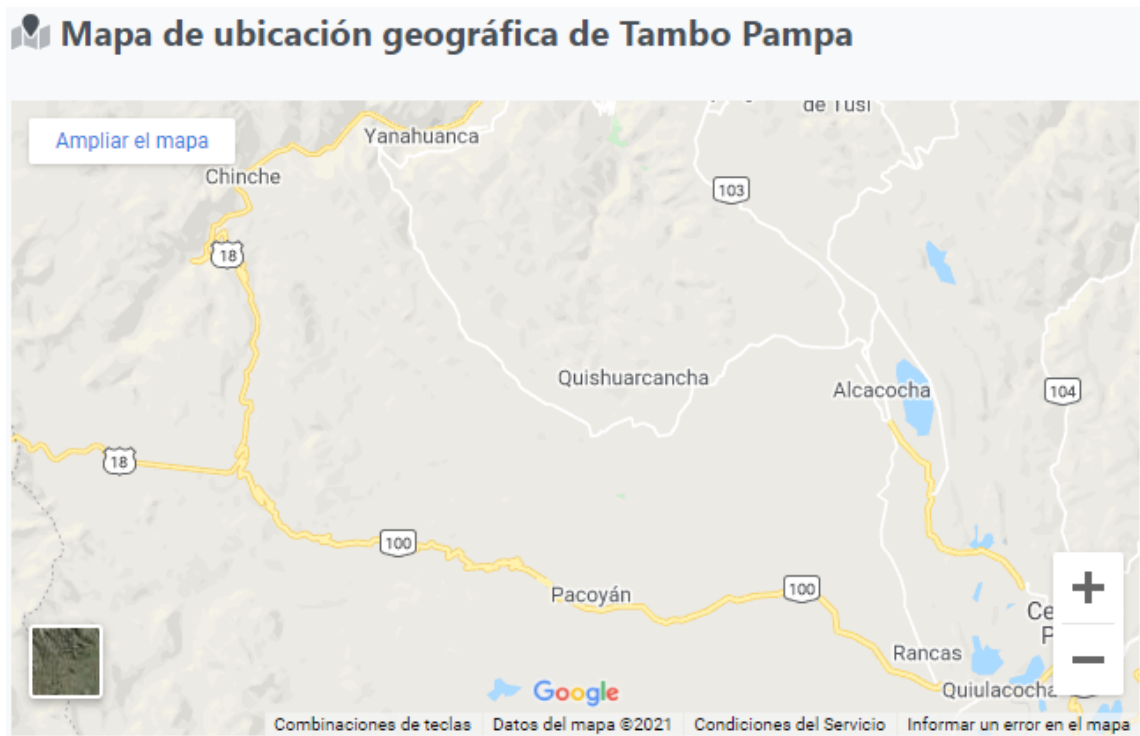 Mapa de ubicación geográfica de Tambo Pampa
de Tusi
Ampliar el mapa
Yanahuanca
Chinche
103
18
Quishuarcancha
Alcacocha
104
18
100
Pacoyán
100
Ce
P
Rancas
Quiulacocha
Google
Combinaciones de teclas
Datos del mapa ©2021
Condiciones del Servicio
Informar un error en el mapa